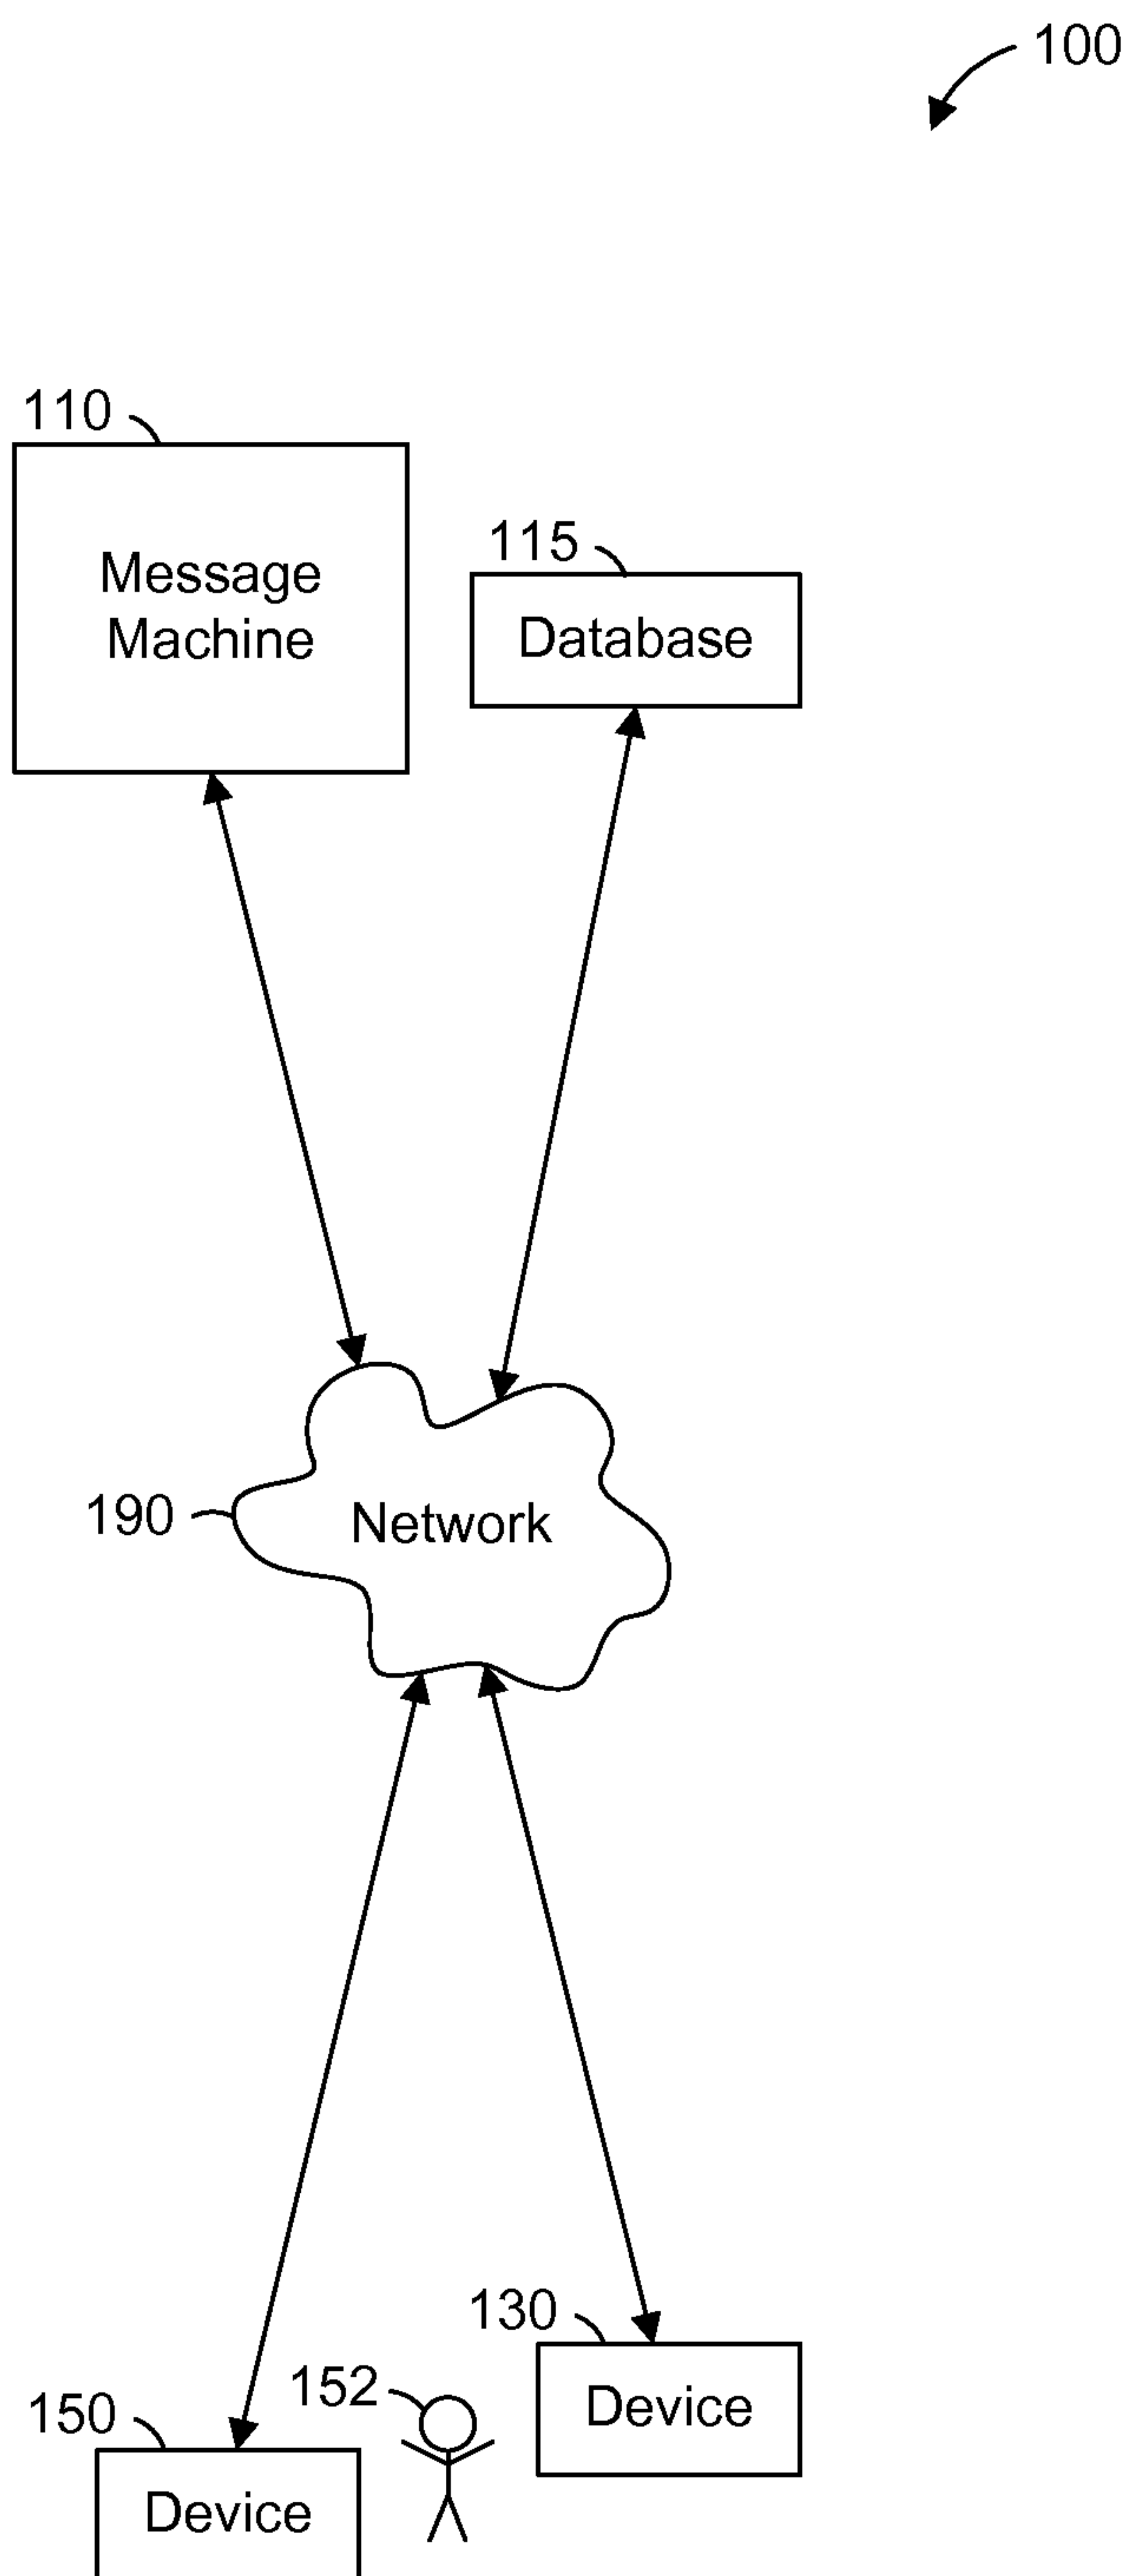 100
110
Message
Machine
115
Database
190
Network
130
Device
152
150
Device